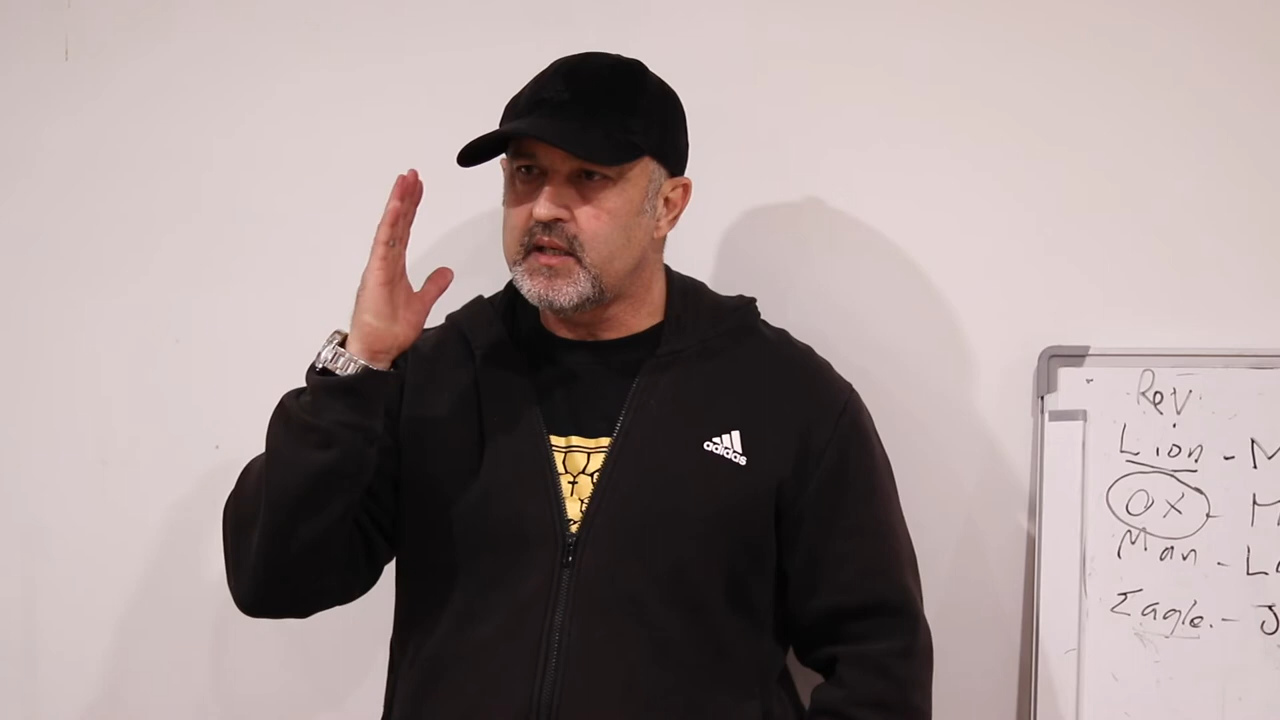 adidas
Rev.
Lion - M
OX - M
Man - L
Eagle. - J